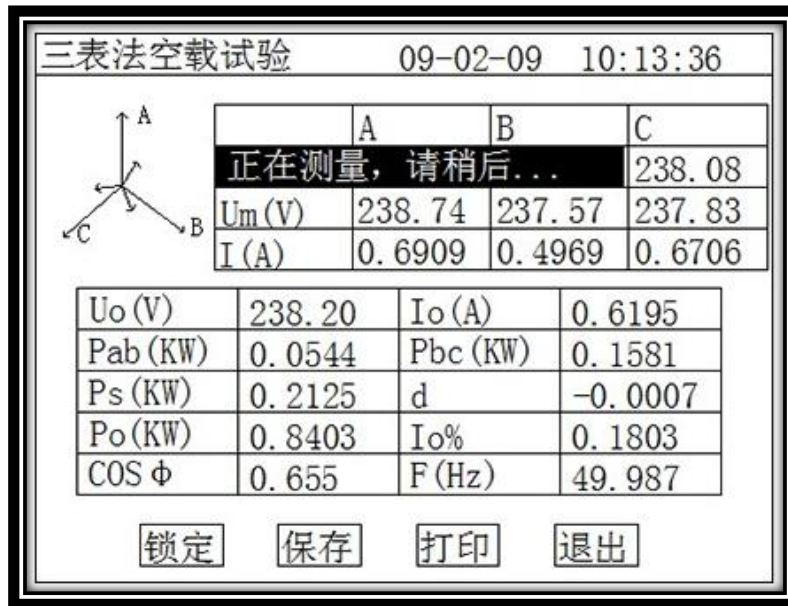 三表法空载试验 09-02-09 10:13:36
A
B
C
A B C
正在测量，请稍后... 238.08
Um(V) 238.74 237.57 237.83
I(A) 0.6909 0.4969 0.6706
Uo(V) 238.20 Io(A) 0.6195
Pab(KW) 0.0544 Pbc(KW) 0.1581
Ps(KW) 0.2125 d -0.0007
Po(KW) 0.8403 Io% 0.1803
COSΦ 0.655 F(Hz) 49.987
锁定 保存 打印 退出